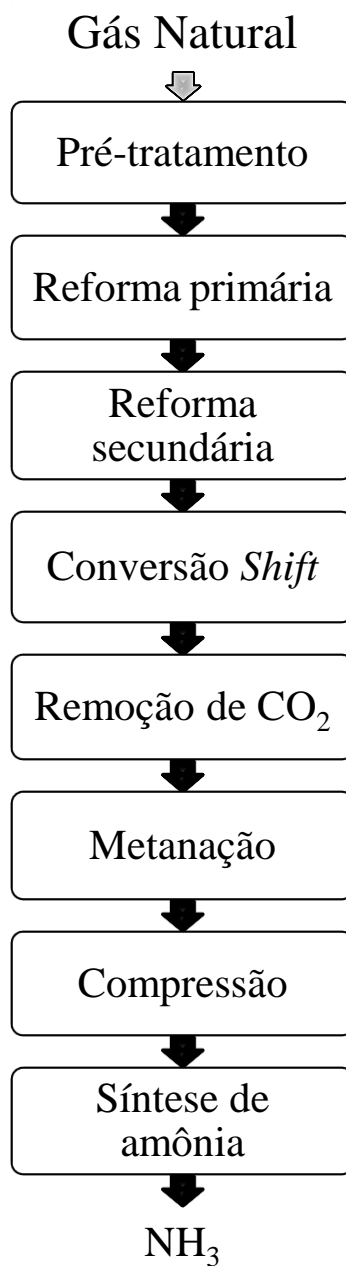 Gás Natural
Pré-tratamento
Reforma primária
Reforma
secundária
Conversão Shift
Remoção de CO₂
Metanação
Compressão
Síntese de
amônia
NH₃